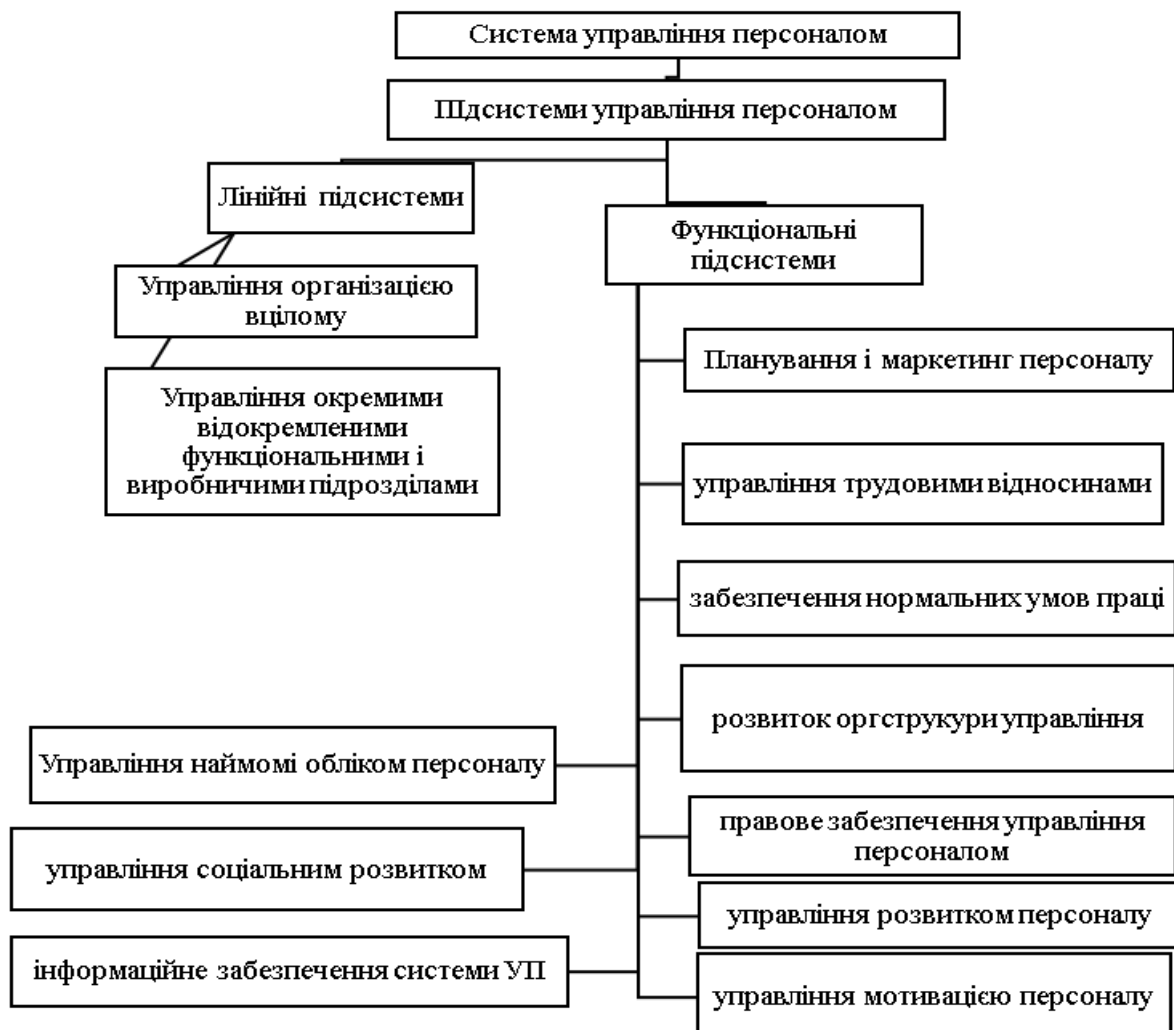 Система управління персоналом
Підсистеми управління персоналом
Лінійні підсистеми
Функціональні
підсистеми
Управління організацією
вцілому
Управління окремими
відокремленими
функціональними і
виробничими підрозділами
Планування і маркетинг персоналу
управління трудовими відносинами
забезпечення нормальних умов праці
розвиток оргструкури управління
Управління наймомі обліком персоналу
правове забезпечення управління
персоналом
управління соціальним розвитком
управління розвитком персоналу
інформаційне забезпечення системи УП
управління мотивацією персоналу